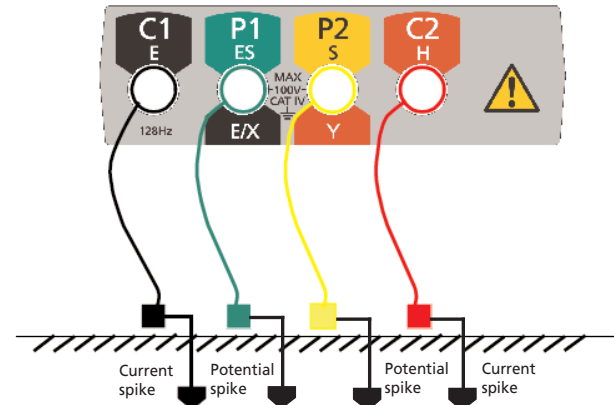 C1
E
P1
ES
P2
S
C2
H
MAX
100V
CAT IV
128Hz
E/X
Y
Current
spike
Potential
spike
Potential
spike
Current
spike